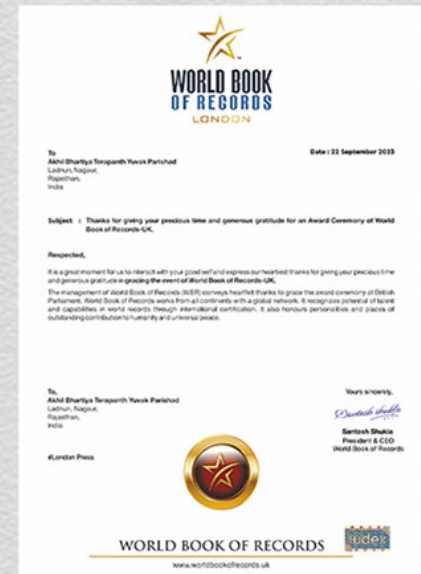 WORLD BOOK
OF RECORDS
LONDON
To
Akhil Bhartiya Terapanth Yuvak Parishad
Ladnun, Nagaur,
Rajasthan,
India
Date : 22 September 2023
Subject : Thanks for giving your precious time and generous gratitude for an Award Ceremony of World
Book of Records-UK.
Respected,
It is a great moment for us to interact with your good self and express our heartiest thanks for giving your precious time
and generous gratitude in gracing the event of World Book of Records-UK.
The management of World Book of Records (WBR) conveys heartfelt thanks to grace the award ceremony at British
Parliament. World Book of Records works from all continents with a global network. It recognizes potential of talent
and capabilities in world records through international certification. It also honours personalities and places of
outstanding contribution to humanity and universal peace.
To,
Akhil Bhartiya Terapanth Yuvak Parishad
Ladnun, Nagaur,
Rajasthan,
India
Yours sincerely,
Santosh Shukla
Santosh Shukla
President & CEO
World Book of Records
#London Press
WORLD BOOK OF RECORDS
iudex
www.worldbookofrecords.uk